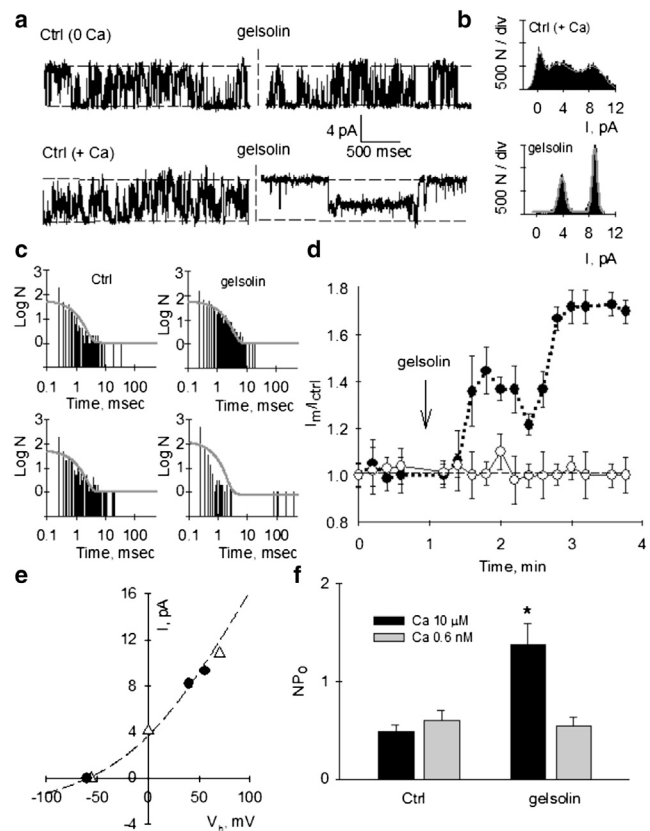 a
Ctrl (0 Ca)
gelsolin
4 pA
500 msec
Ctrl (+ Ca)
gelsolin
b
Ctrl (+ Ca)
500 N / div
0 4 8 12
I, pA
gelsolin
500 N / div
0 4 8 12
I, pA
c
Ctrl
Log N
3
2
1
0
0.1 1 10 100
Time, msec
gelsolin
Log N
3
2
1
0
0.1 1 10 100
Time, msec
Log N
3
2
1
0
0.1 1 10 100
Time, msec
Log N
3
2
1
0
0.1 1 10 100
Time, msec
d
Im/Ictrl
1.8
1.6
1.4
1.2
1.0
0.8
gelsolin
0 1 2 3 4
Time, min
e
I, pA
16
12
8
4
0
-4
-100 -50 0 50 100
Vh, mV
f
NPo
2
1
0
Ca 10 µM
Ca 0.6 nM
*
Ctrl gelsolin